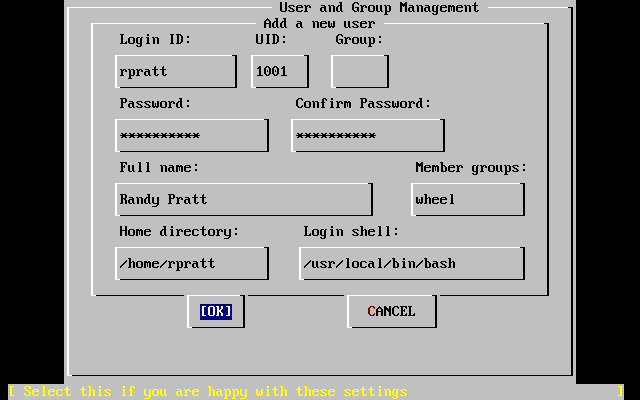 User and Group Management
Add a new user
Login ID: UID: Group:
rpratt 1001
Password: Confirm Password:
********** **********
Full name: Member groups:
Randy Pratt wheel
Home directory: Login shell:
/home/rpratt /usr/local/bin/bash
[OK] CANCEL
[ Select this if you are happy with these settings ]